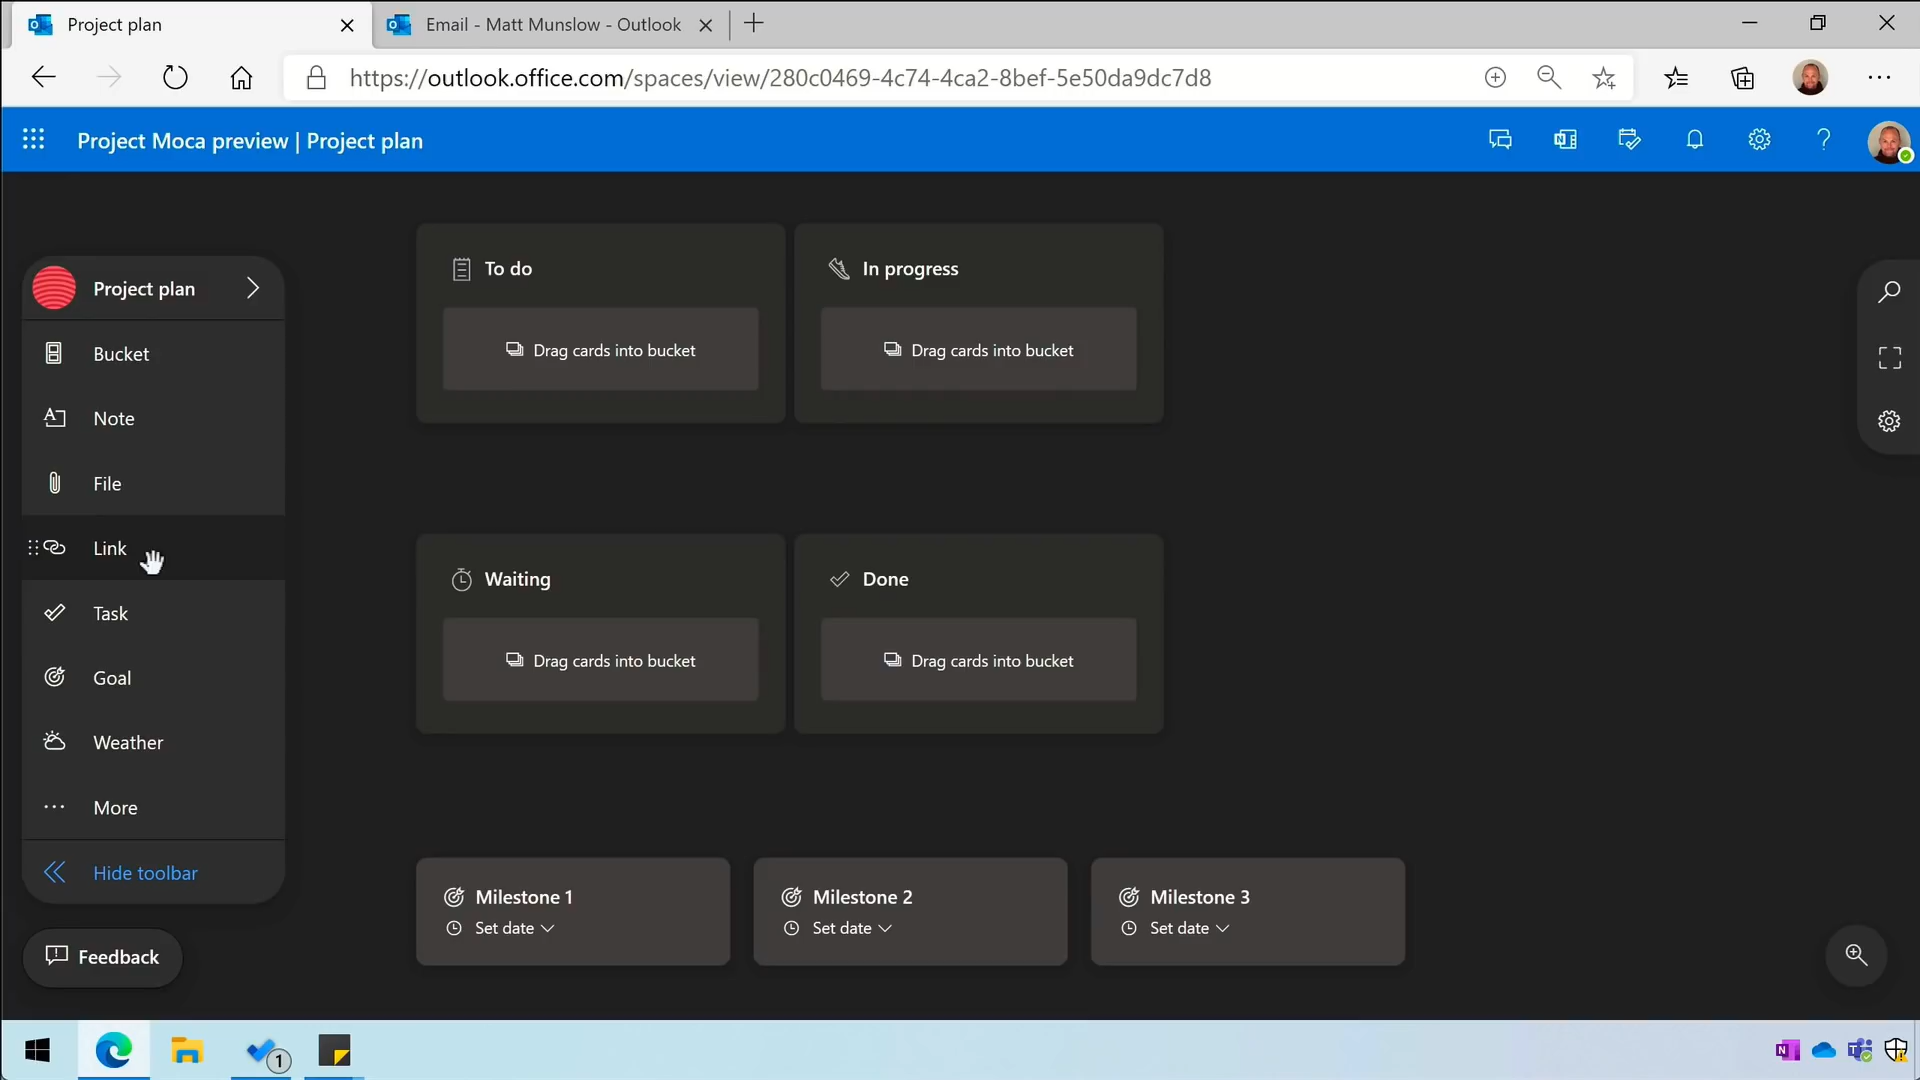 Project plan
Email - Matt Munslow - Outlook
https://outlook.office.com/spaces/view/280c0469-4c74-4ca2-8bef-5e50da9dc7d8
Project Moca preview | Project plan
Project plan
Bucket
Note
File
Link
Task
Goal
Weather
More
Hide toolbar
Feedback
To do
Drag cards into bucket
In progress
Drag cards into bucket
Waiting
Drag cards into bucket
Done
Drag cards into bucket
Milestone 1
Set date
Milestone 2
Set date
Milestone 3
Set date
1